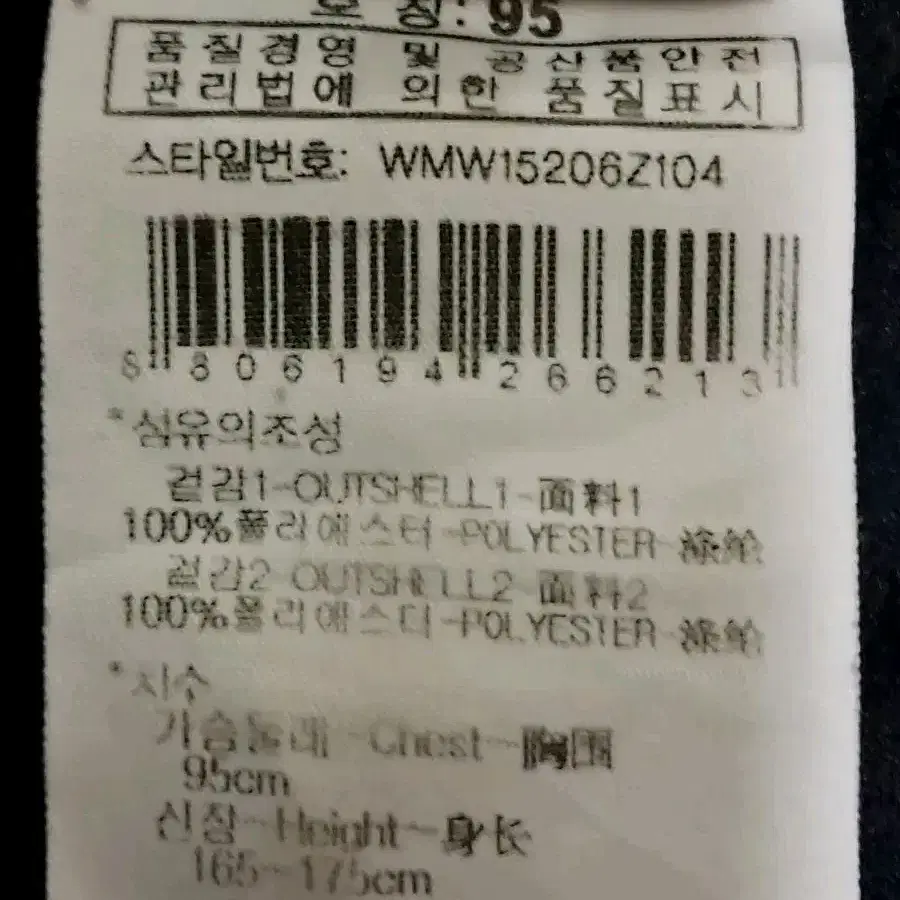 호칭: 95
품질경영 및 공산품안전
관리법에 의한 품질표시
스타일번호: WMW15206Z104
8 806194 266213
*섬유의조성
겉감1-OUTSHELL1-面料1
100%폴리에스터-POLYESTER-涤纶
겉감2-OUTSHELL2-面料2
100%폴리에스터-POLYESTER-涤纶
*치수
가슴둘레-Chest-胸围
95cm
신장-Height-身长
165-175cm